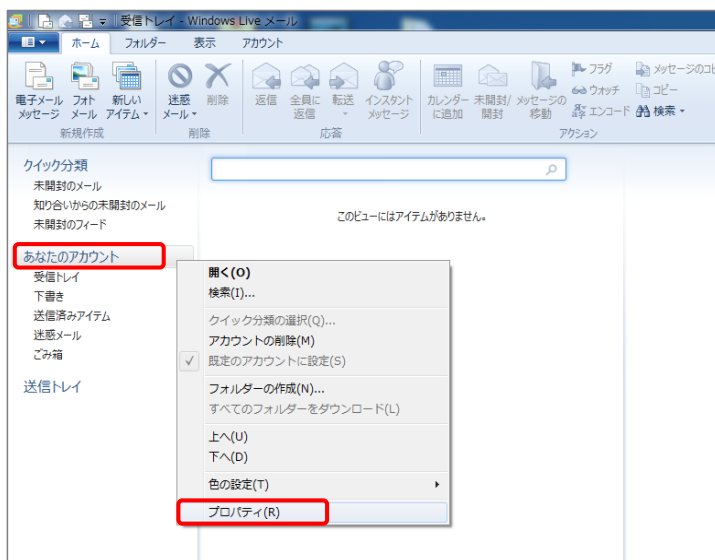 受信トレイ - Windows Live メール
ホーム フォルダー 表示 アカウント
電子メール メッセージ
フォト メール
新しい アイテム
迷惑 メール
削除
返信
全員に 返信
転送
インスタント メッセージ
カレンダー に追加
未開封/ 開封
メッセージの 移動
フラグ
ウォッチ
エンコード
メッセージのコピ
コピー
検索
新規作成 削除 応答 アクション
クイック分類
未開封のメール
知り合いからの未開封のメール
未開封のフィード
このビューにはアイテムがありません。
あなたのアカウント
受信トレイ
下書き
送信済みアイテム
迷惑メール
ごみ箱
送信トレイ
開く(O)
検索(I)...
クイック分類の選択(Q)...
アカウントの削除(M)
既定のアカウントに設定(S)
フォルダーの作成(N)...
すべてのフォルダーをダウンロード(L)
上へ(U)
下へ(D)
色の設定(T)
プロパティ(R)